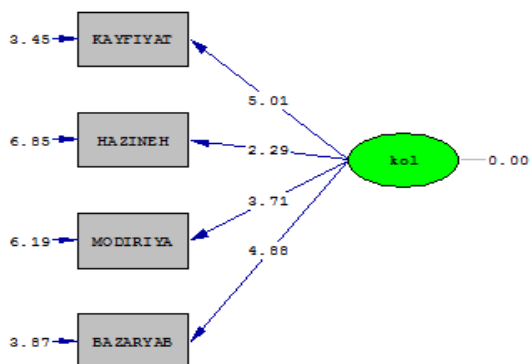 3.45 KAYFIYAT
5.01
6.85 HAZINEH
2.29
kol 0.00
3.71
6.19 MODIRIYA
4.88
3.87 BAZARYAB